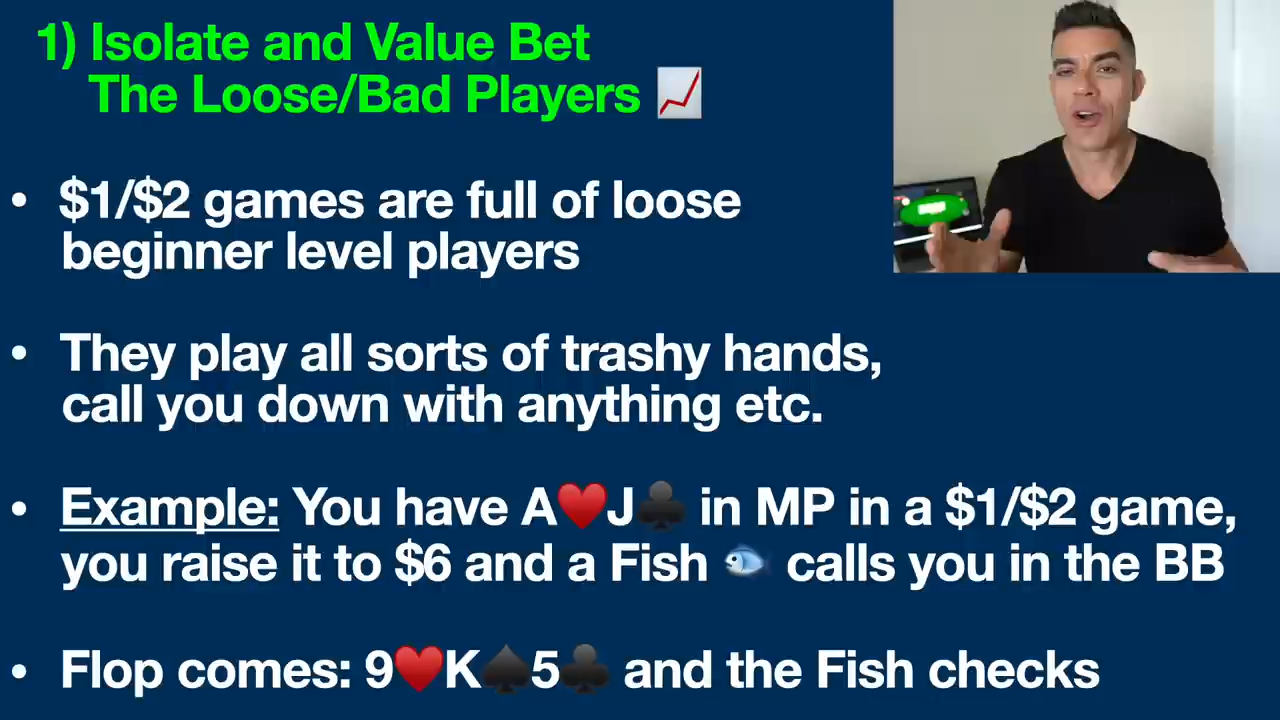 1) Isolate and Value Bet
The Loose/Bad Players 📈
• $1/$2 games are full of loose
beginner level players
• They play all sorts of trashy hands,
call you down with anything etc.
• Example: You have A♥️J♣️ in MP in a $1/$2 game,
you raise it to $6 and a Fish 🐟 calls you in the BB
• Flop comes: 9♥️K♠️5♣️ and the Fish checks